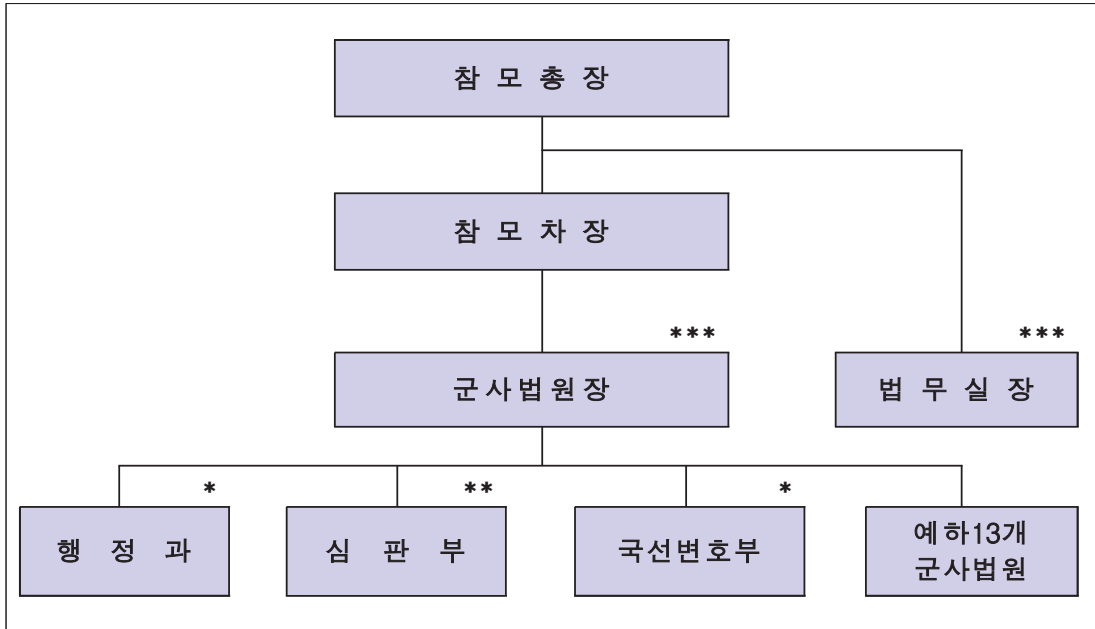 참 모 총 장
참 모 차 장
***
***
군사법원장
법 무 실 장
*
**
*
행 정 과
심 판 부
국선변호부
예하13개
군사법원